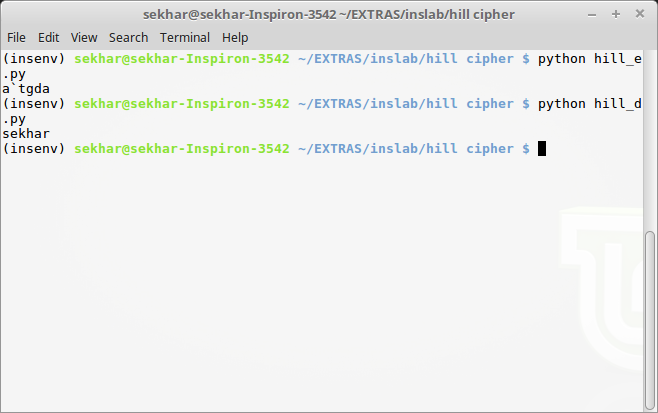 sekhar@sekhar-Inspiron-3542 ~/EXTRAS/inslab/hill cipher
File Edit View Search Terminal Help
(insenv) sekhar@sekhar-Inspiron-3542 ~/EXTRAS/inslab/hill cipher $ python hill_e
.py
a`tgda
(insenv) sekhar@sekhar-Inspiron-3542 ~/EXTRAS/inslab/hill cipher $ python hill_d
.py
sekhar
(insenv) sekhar@sekhar-Inspiron-3542 ~/EXTRAS/inslab/hill cipher $